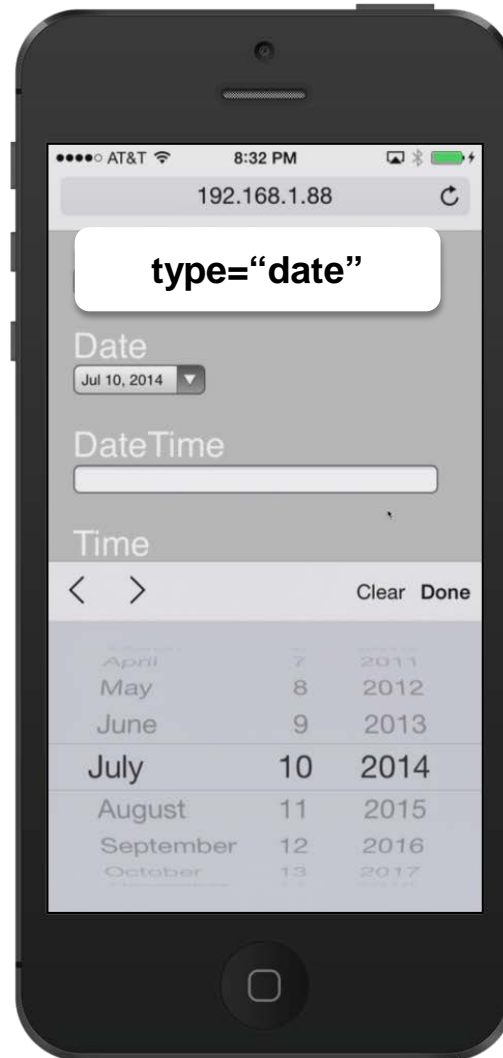 AT&T 8:32 PM
192.168.1.88
type=“date”
Date
Jul 10, 2014
DateTime
Time
Clear Done
April 7 2011
May 8 2012
June 9 2013
July 10 2014
August 11 2015
September 12 2016
October 13 2017